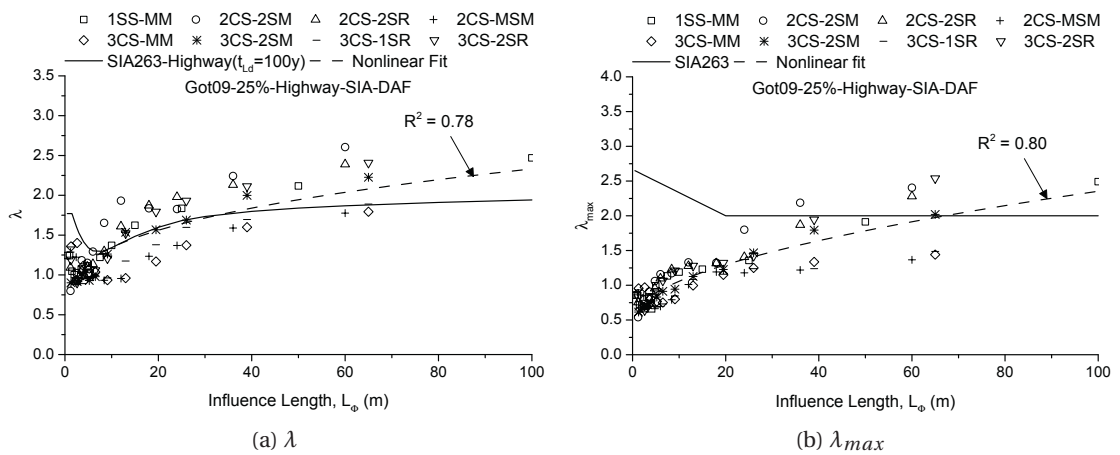 □ 1SS-MM ○ 2CS-2SM △ 2CS-2SR + 2CS-MSM
◇ 3CS-MM ✳ 3CS-2SM − 3CS-1SR ▽ 3CS-2SR
SIA263-Highway(t_Ld=100y) Nonlinear Fit
Got09-25%-Highway-SIA-DAF
R² = 0.78
3.5
3.0
2.5
2.0
1.5
1.0
0.5
0.0
λ
0 20 40 60 80 100
Influence Length, L_Φ (m)
(a) λ
□ 1SS-MM ○ 2CS-2SM △ 2CS-2SR + 2CS-MSM
◇ 3CS-MM ✳ 3CS-2SM − 3CS-1SR ▽ 3CS-2SR
SIA263 Nonlinear fit
Got09-25%-Highway-SIA-DAF
R² = 0.80
4.0
3.5
3.0
2.5
2.0
1.5
1.0
0.5
0.0
λ_max
0 20 40 60 80 100
Influence Length, L_Φ (m)
(b) λ_max